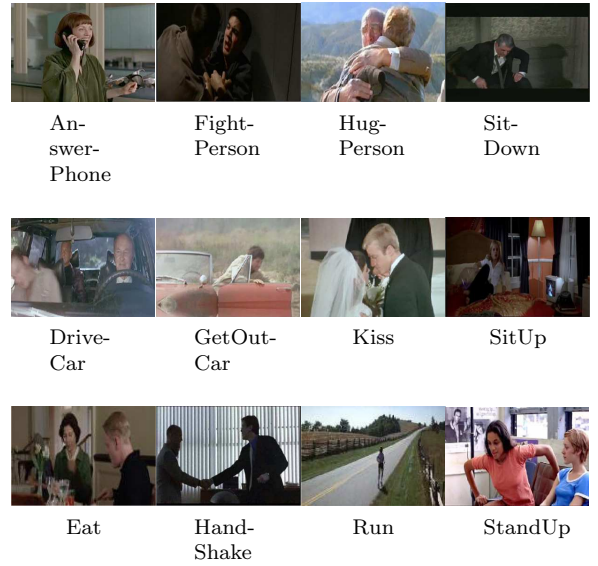 An-
swer-
Phone
Fight-
Person
Hug-
Person
Sit-
Down
Drive-
Car
GetOut-
Car
Kiss
SitUp
Eat
Hand-
Shake
Run
StandUp